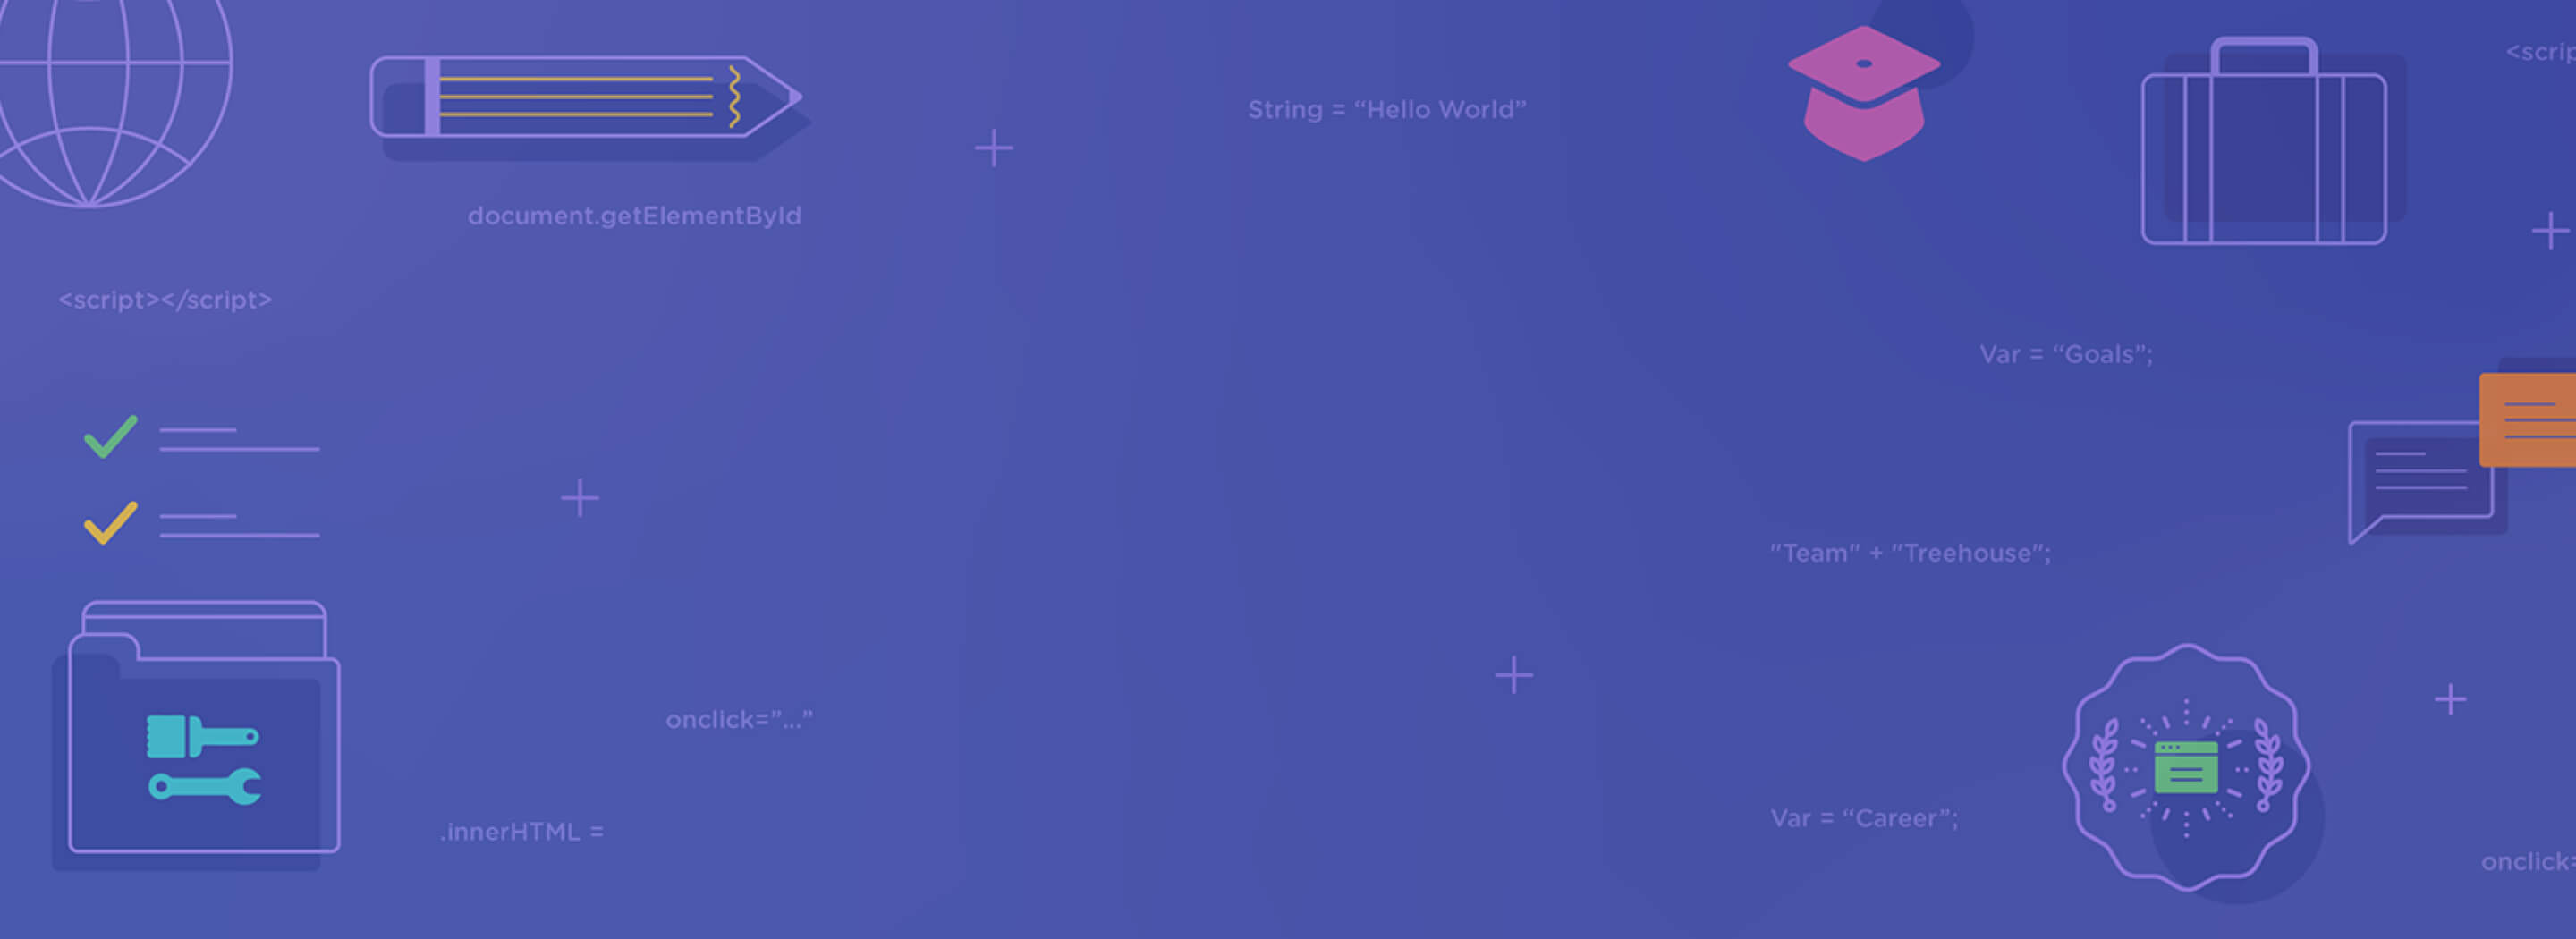 <scrip
String = “Hello World”
document.getElementById
<script></script>
Var = “Goals”;
"Team" + "Treehouse";
onclick=”...”
Var = “Career”;
.innerHTML =
onclick=